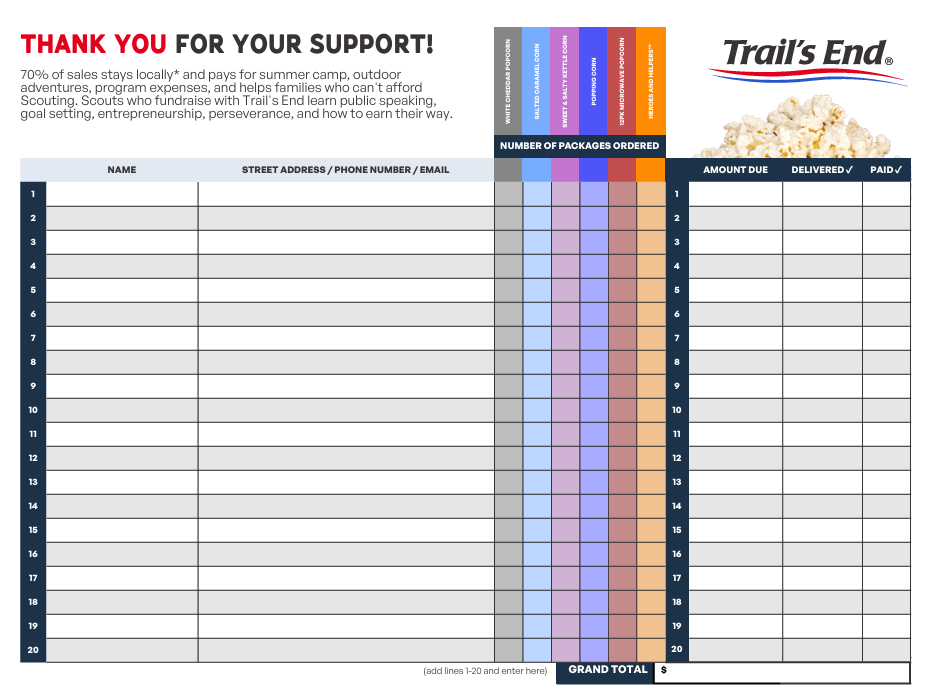 THANK YOU FOR YOUR SUPPORT!
70% of sales stays locally* and pays for summer camp, outdoor
adventures, program expenses, and helps families who can't afford
Scouting. Scouts who fundraise with Trail's End learn public speaking,
goal setting, entrepreneurship, perseverance, and how to earn their way.
WHITE CHEDDAR POPCORN
SALTED CARAMEL CORN
SWEET & SALTY KETTLE CORN
POPPING CORN
12PK MICROWAVE POPCORN
HEROES AND HELPERS™
Trail's End®
NUMBER OF PACKAGES ORDERED
NAME STREET ADDRESS / PHONE NUMBER / EMAIL AMOUNT DUE DELIVERED ✓ PAID ✓
1 1
2 2
3 3
4 4
5 5
6 6
7 7
8 8
9 9
10 10
11 11
12 12
13 13
14 14
15 15
16 16
17 17
18 18
19 19
20 20
(add lines 1-20 and enter here) GRAND TOTAL $